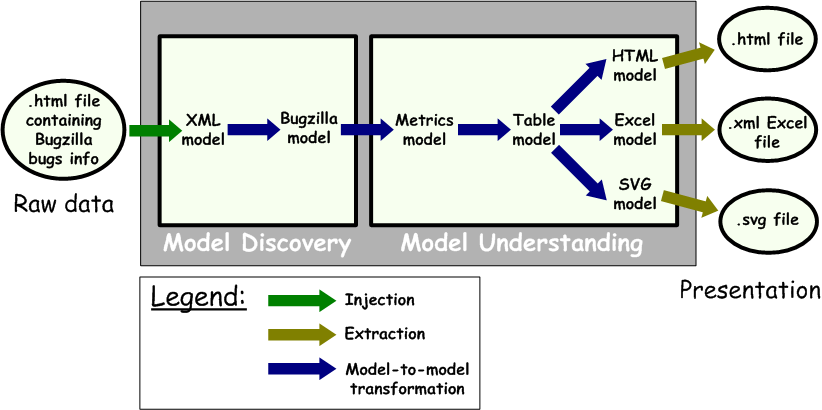 .html file
containing
Bugzilla
bugs info
Raw data
XML
model
Bugzilla
model
Model Discovery
Metrics
model
Table
model
HTML
model
Excel
model
SVG
model
Model Understanding
.html file
.xml Excel
file
.svg file
Presentation
Legend:
Injection
Extraction
Model-to-model
transformation